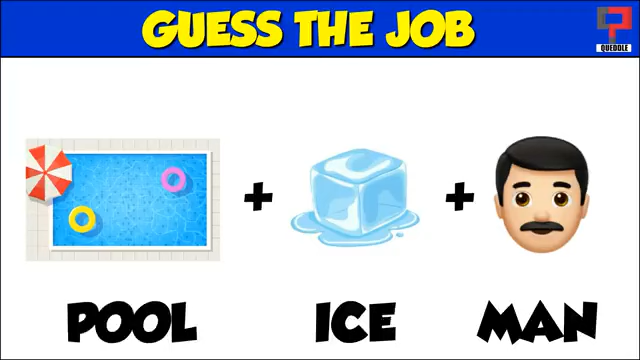 GUESS THE JOB
QUEDDLE
+ +
POOL ICE MAN